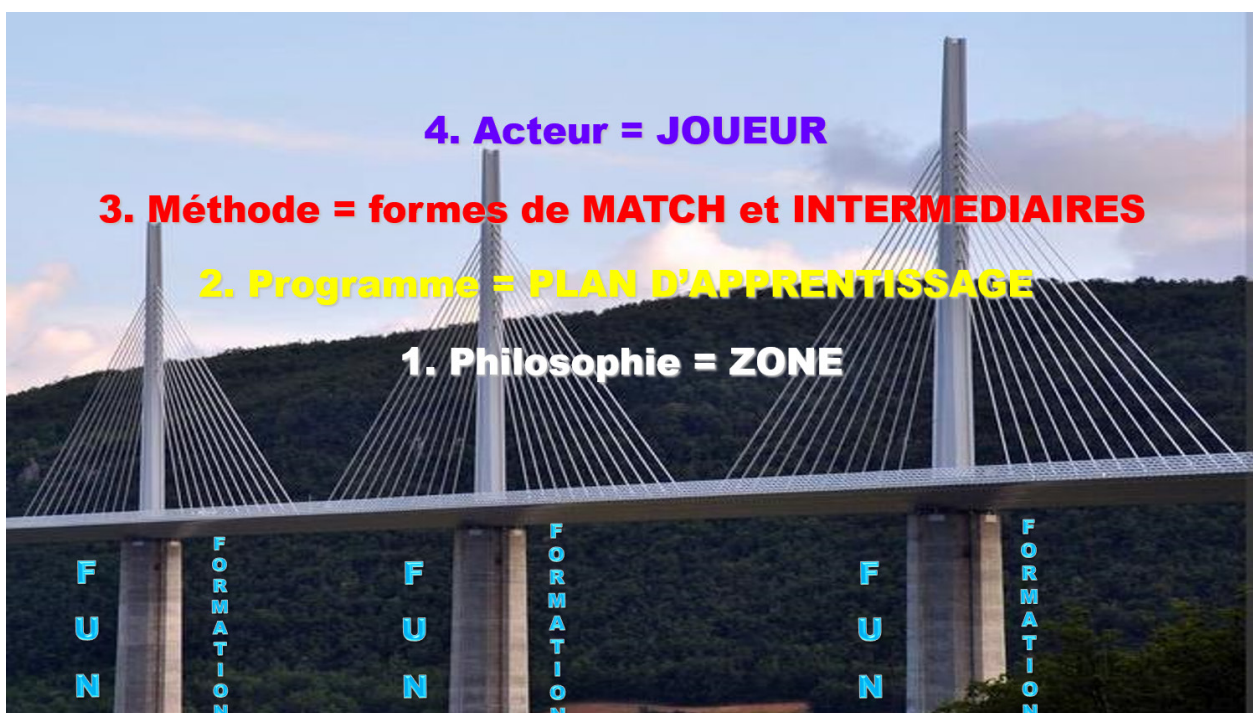 4. Acteur = JOUEUR
3. Méthode = formes de MATCH et INTERMEDIAIRES
2. Programme = PLAN D’APPRENTISSAGE
1. Philosophie = ZONE
FUN
FORMATION
FUN
FORMATION
FUN
FORMATION